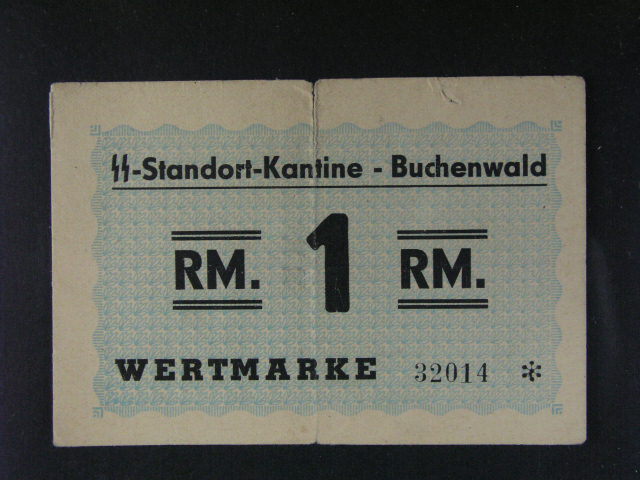 ᛋᛋ-Standort-Kantine - Buchenwald
RM. 1 RM.
WERTMARKE 32014 *